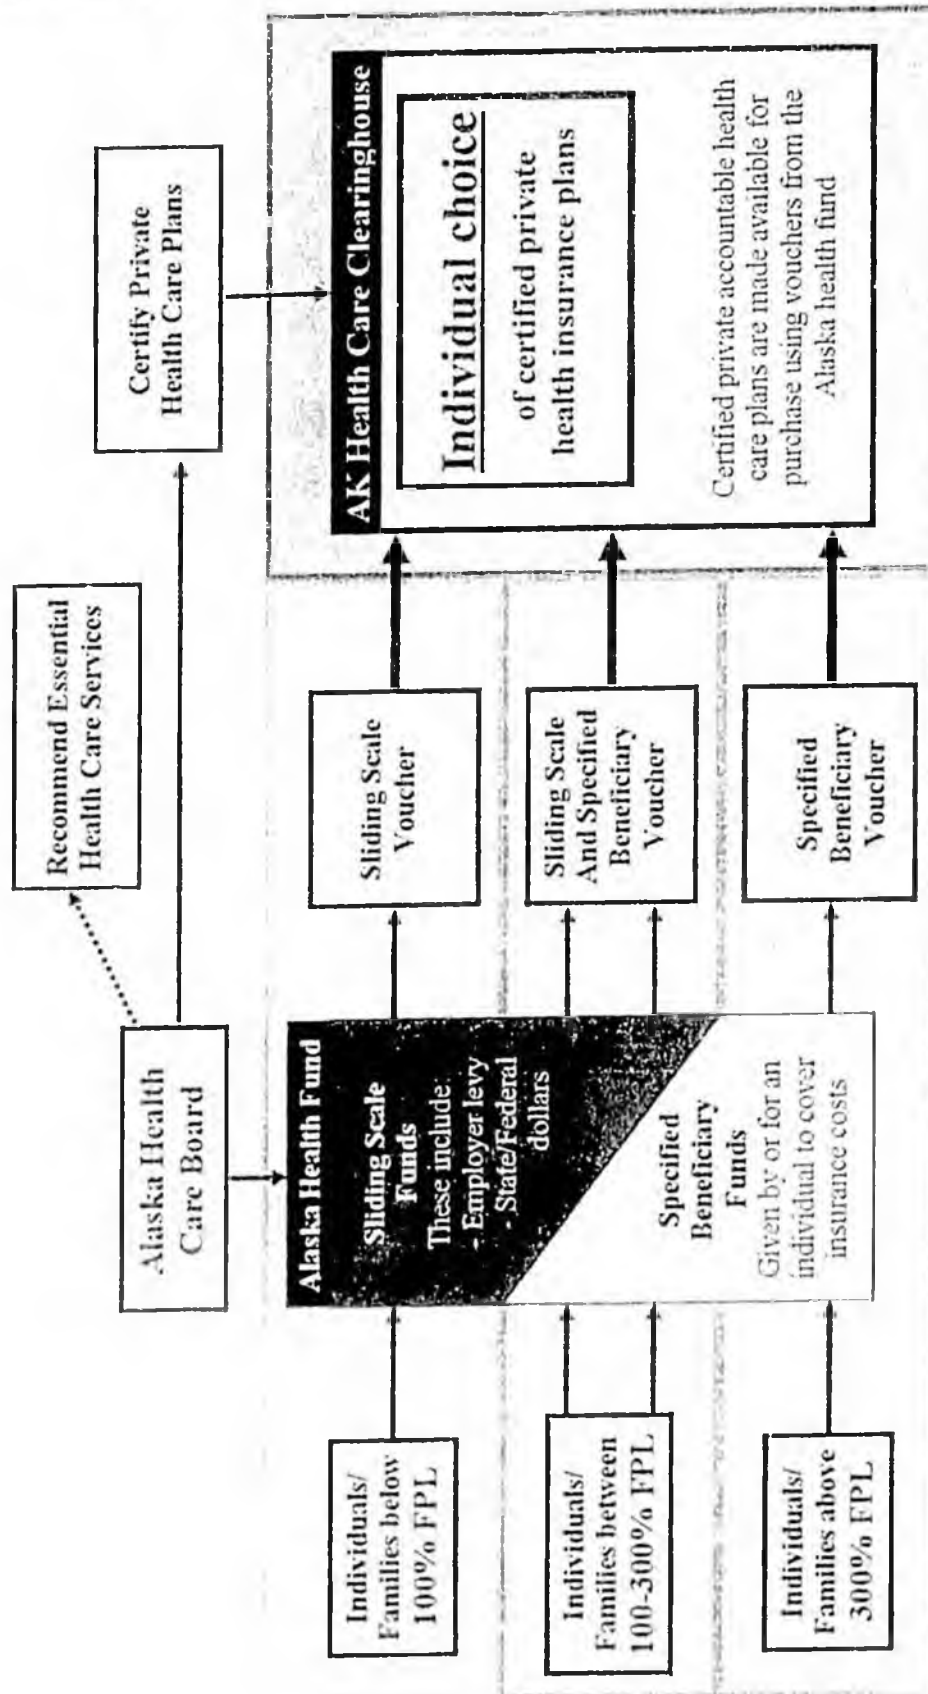 Recommend Essential
Health Care Services
Alaska Health
Care Board
Certify Private
Health Care Plans
Individuals/
Families below
100% FPL
Individuals/
Families between
100-300% FPL
Individuals/
Families above
300% FPL
Alaska Health Fund
Sliding Scale
Funds
These include:
- Employer levy
- State/Federal
dollars
Specified
Beneficiary
Funds
Given by or for an
individual to cover
insurance costs
Sliding Scale
Voucher
Sliding Scale
And Specified
Beneficiary
Voucher
Specified
Beneficiary
Voucher
AK Health Care Clearinghouse
Individual choice
of certified private
health insurance plans
Certified private accountable health
care plans are made available for
purchase using vouchers from the
Alaska health fund